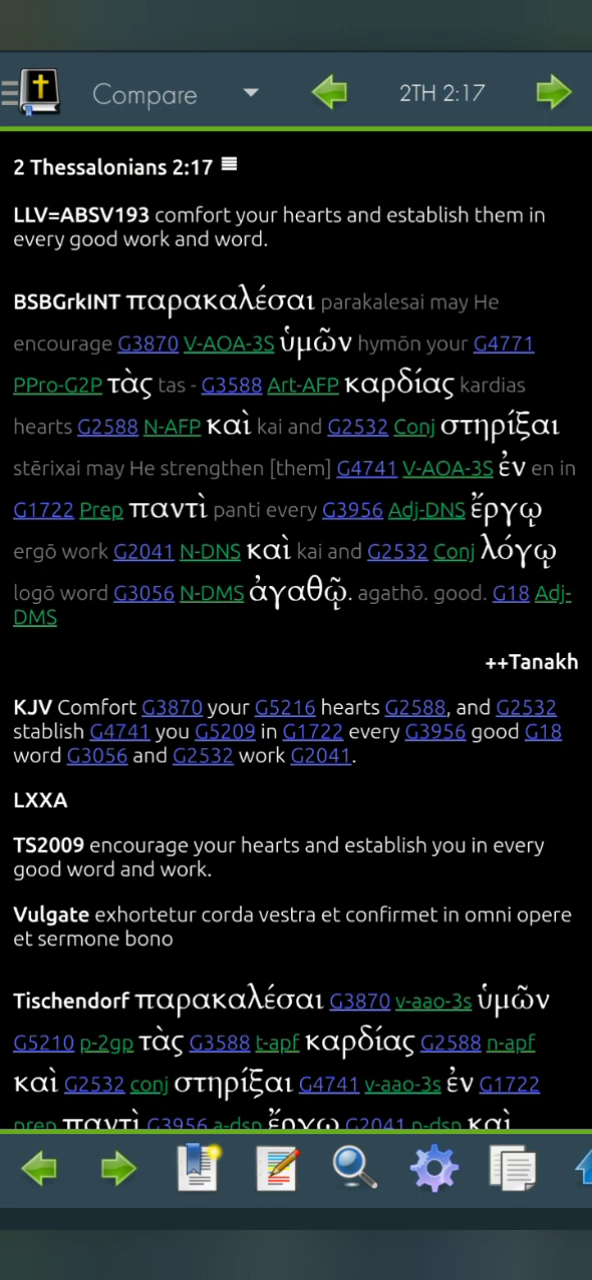 Compare
2TH 2:17
2 Thessalonians 2:17
LLV=ABSV193 comfort your hearts and establish them in
every good work and word.
BSBGrkINT παρακαλέσαι parakalesai may He
encourage G3870 V-AOA-3S ὑμῶν hymōn your G4771
PPro-G2P τὰς tas - G3588 Art-AFP καρδίας kardias
hearts G2588 N-AFP καὶ kai and G2532 Conj στηρίξαι
stērixai may He strengthen [them] G4741 V-AOA-3S ἐν en in
G1722 Prep παντὶ panti every G3956 Adj-DNS ἔργῳ
ergō work G2041 N-DNS καὶ kai and G2532 Conj λόγῳ
logō word G3056 N-DMS ἀγαθῷ. agathō. good. G18 Adj-
DMS
++Tanakh
KJV Comfort G3870 your G5216 hearts G2588, and G2532
stablish G4741 you G5209 in G1722 every G3956 good G18
word G3056 and G2532 work G2041.
LXXA
TS2009 encourage your hearts and establish you in every
good word and work.
Vulgate exhortetur corda vestra et confirmet in omni opere
et sermone bono
Tischendorf παρακαλέσαι G3870 v-aao-3s ὑμῶν
G5210 p-2gp τὰς G3588 t-apf καρδίας G2588 n-apf
καὶ G2532 conj στηρίξαι G4741 v-aao-3s ἐν G1722
prep παντὶ G3956 a-dsn ἔργῳ G2041 n-dsn καὶ